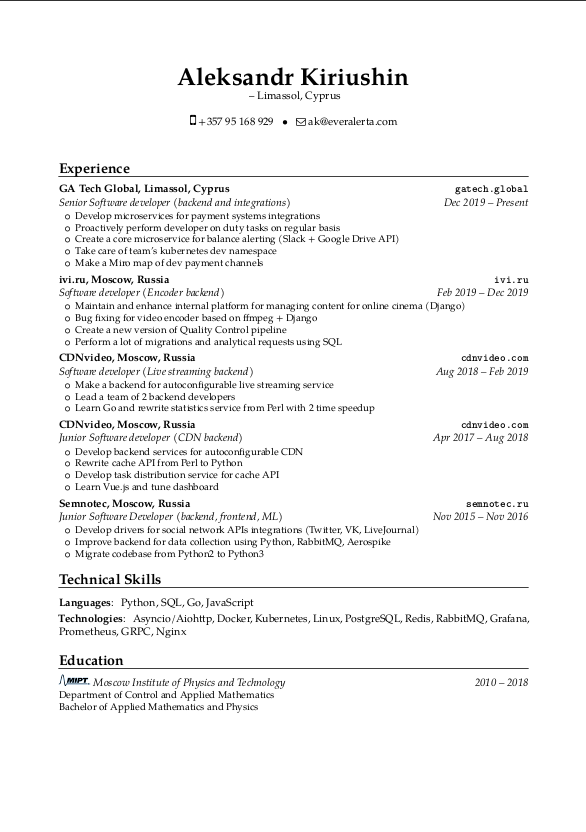 Aleksandr Kiriushin
– Limassol, Cyprus
+357 95 168 929 ● ak@everalerta.com
Experience
GA Tech Global, Limassol, Cyprus gatech.global
Senior Software developer (backend and integrations) Dec 2019 – Present
o Develop microservices for payment systems integrations
o Proactively perform developer on duty tasks on regular basis
o Create a core microservice for balance alerting (Slack + Google Drive API)
o Take care of team's kubernetes dev namespace
o Make a Miro map of dev payment channels
ivi.ru, Moscow, Russia ivi.ru
Software developer (Encoder backend) Feb 2019 – Dec 2019
o Maintain and enhance internal platform for managing content for online cinema (Django)
o Bug fixing for video encoder based on ffmpeg + Django
o Create a new version of Quality Control pipeline
o Perform a lot of migrations and analytical requests using SQL
CDNvideo, Moscow, Russia cdnvideo.com
Software developer (Live streaming backend) Aug 2018 – Feb 2019
o Make a backend for autoconfigurable live streaming service
o Lead a team of 2 backend developers
o Learn Go and rewrite statistics service from Perl with 2 time speedup
CDNvideo, Moscow, Russia cdnvideo.com
Junior Software developer (CDN backend) Apr 2017 – Aug 2018
o Develop backend services for autoconfigurable CDN
o Rewrite cache API from Perl to Python
o Develop task distribution service for cache API
o Learn Vue.js and tune dashboard
Semnotec, Moscow, Russia semnotec.ru
Junior Software Developer (backend, frontend, ML) Nov 2015 – Nov 2016
o Develop drivers for social network APIs integrations (Twitter, VK, LiveJournal)
o Improve backend for data collection using Python, RabbitMQ, Aerospike
o Migrate codebase from Python2 to Python3
Technical Skills
Languages: Python, SQL, Go, JavaScript
Technologies: Asyncio/Aiohttp, Docker, Kubernetes, Linux, PostgreSQL, Redis, RabbitMQ, Grafana,
Prometheus, GRPC, Nginx
Education
MIPT Moscow Institute of Physics and Technology 2010 – 2018
Department of Control and Applied Mathematics
Bachelor of Applied Mathematics and Physics